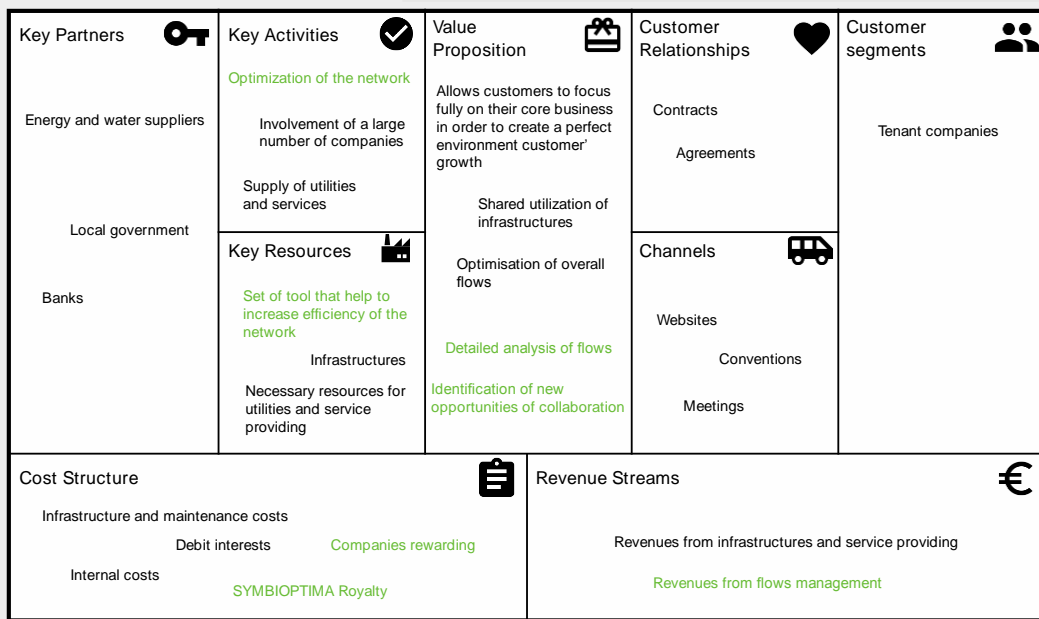 Key Partners
Energy and water suppliers
Local government
Banks
Key Activities
Optimization of the network
Involvement of a large
number of companies
Supply of utilities
and services
Key Resources
Set of tool that help to
increase efficiency of the
network
Infrastructures
Necessary resources for
utilities and service
providing
Value
Proposition
Allows customers to focus
fully on their core business
in order to create a perfect
environment customer'
growth
Shared utilization of
infrastructures
Optimisation of overall
flows
Detailed analysis of flows
Identification of new
opportunities of collaboration
Customer
Relationships
Contracts
Agreements
Channels
Websites
Conventions
Meetings
Customer
segments
Tenant companies
Cost Structure
Infrastructure and maintenance costs
Debit interests
Companies rewarding
Internal costs
SYMBIOPTIMA Royalty
Revenue Streams
Revenues from infrastructures and service providing
Revenues from flows management